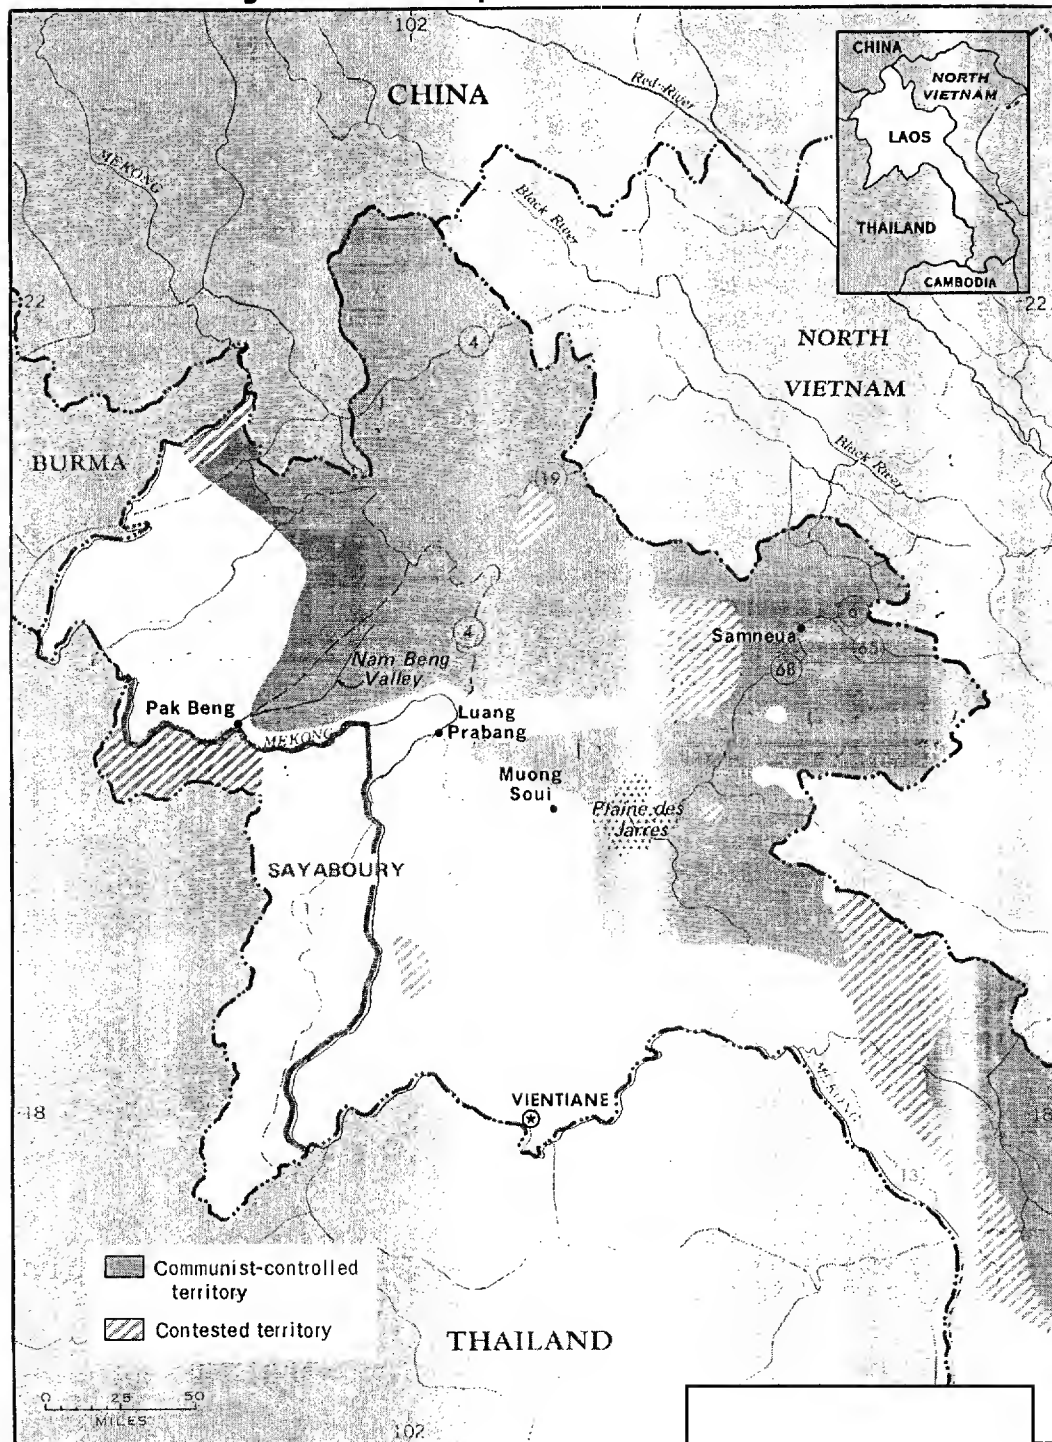 102
CHINA
Red River
MEKONG
Black River
CHINA
NORTH
VIETNAM
LAOS
THAILAND
CAMBODIA
22
22
4
NORTH
VIETNAM
BURMA
Black River
19
Samneua
6
65
68
4
Nam Beng
Valley
Pak Beng
MEKONG
Luang
Prabang
Muong
Soui
Plaine des
Jarres
SAYABOURY
18
VIENTIANE
MEKONG
18
13
Communist-controlled
territory
Contested territory
THAILAND
0 25 50
MILES
102